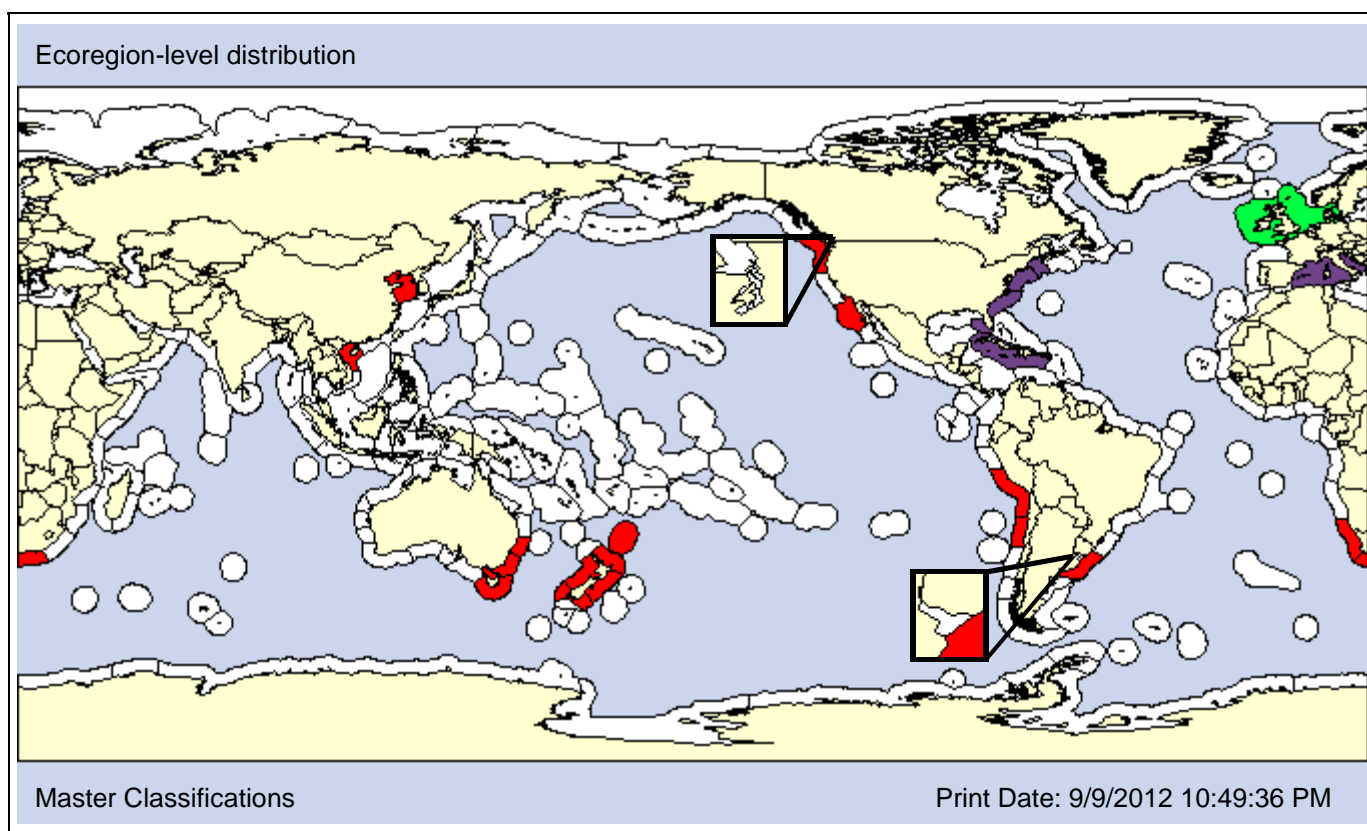 Ecoregion-level distribution
Master Classifications
Print Date: 9/9/2012 10:49:36 PM